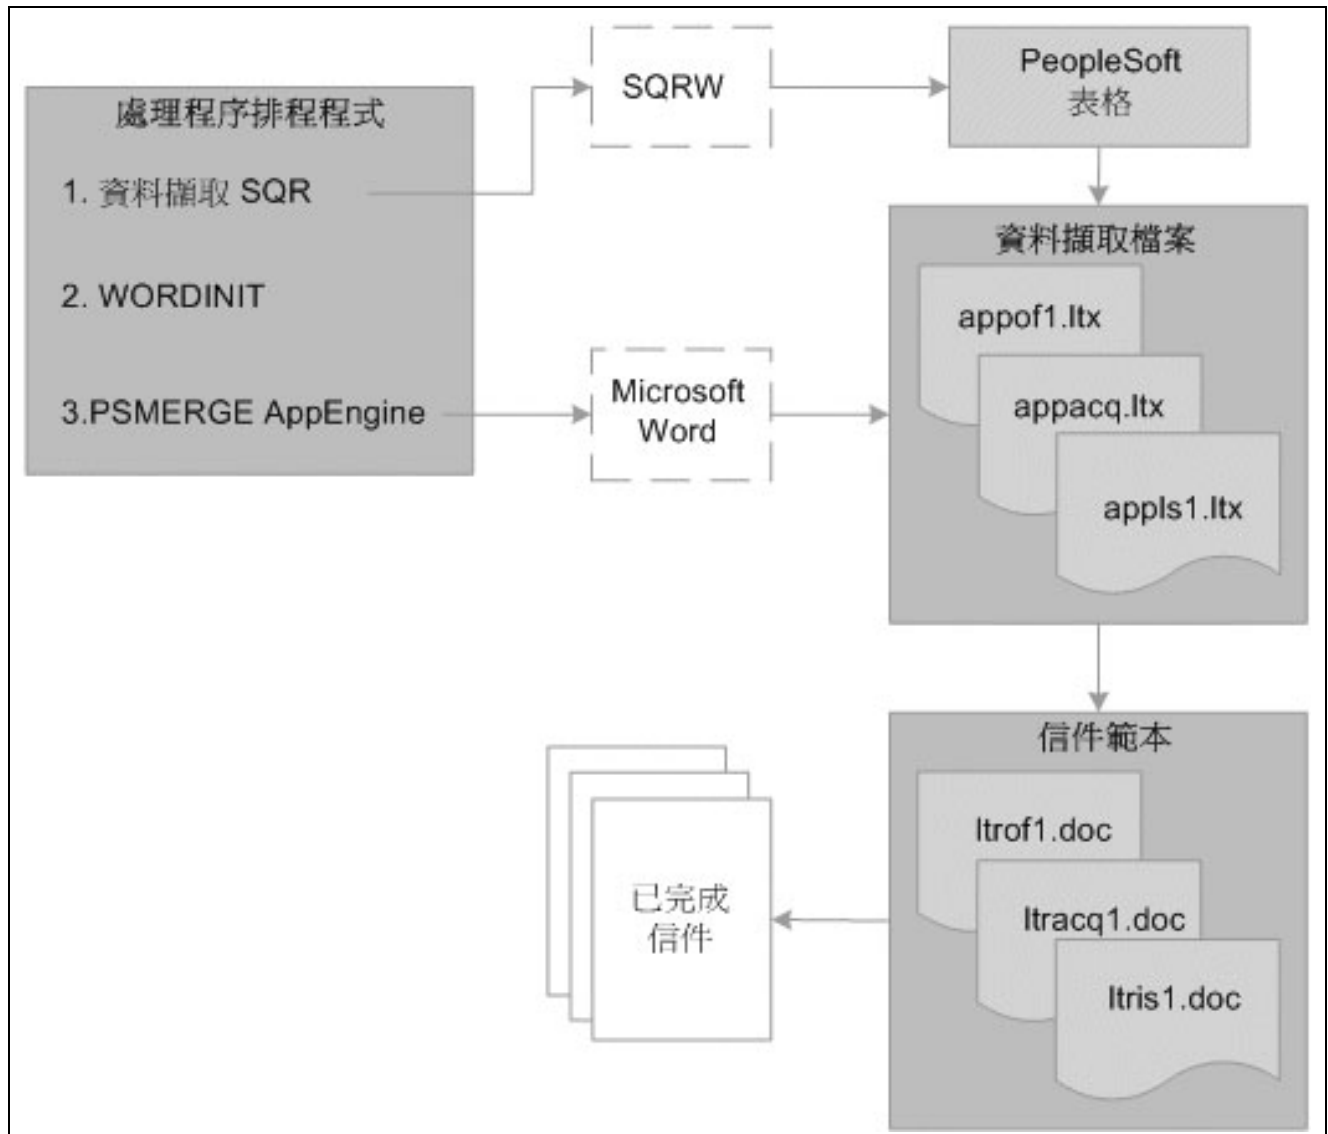 處理程序排程程式
1. 資料擷取 SQR
2. WORDINIT
3.PSMERGE AppEngine
SQRW
PeopleSoft
表格
Microsoft
Word
資料擷取檔案
appof1.ltx
appacq.ltx
appls1.ltx
信件範本
ltrof1.doc
ltracq1.doc
ltris1.doc
已完成
信件